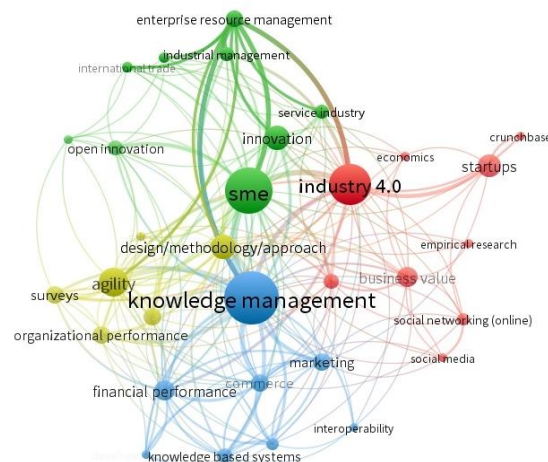 enterprise resource management
industrial management
international trade
service industry
innovation
open innovation
crunchbase
economics
startups
sme
industry 4.0
design/methodology/approach
empirical research
agility
business value
surveys
knowledge management
social networking (online)
organizational performance
social media
marketing
commerce
financial performance
interoperability
knowledge based systems